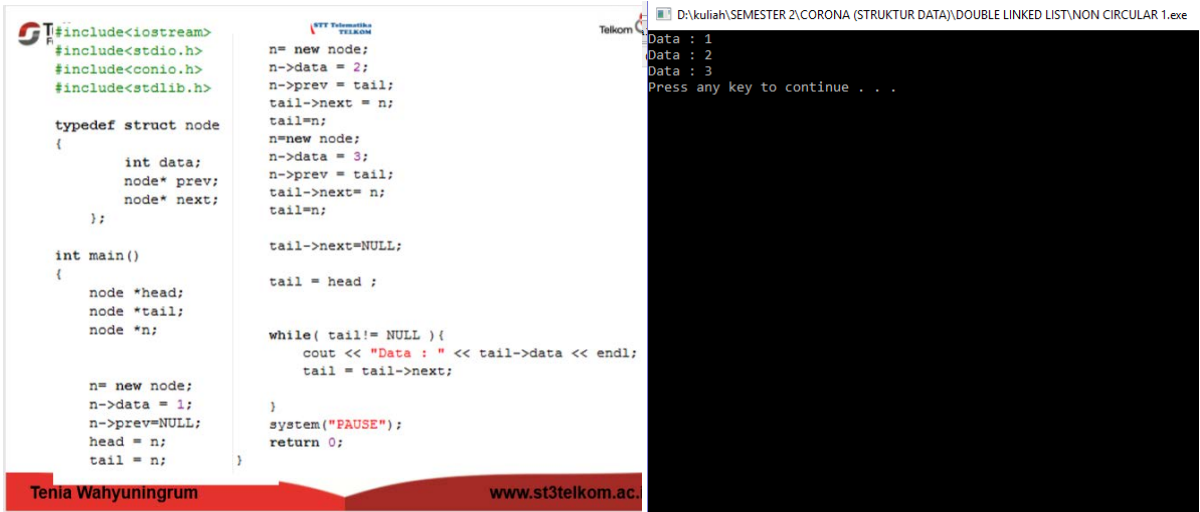 #include<iostream>
#include<stdio.h>
#include<conio.h>
#include<stdlib.h>
typedef struct node
{
int data;
node* prev;
node* next;
};
int main()
{
node *head;
node *tail;
node *n;
n= new node;
n->data = 1;
n->prev=NULL;
head = n;
tail = n;
STT Telematika
TELKOM
Telkom
n= new node;
n->data = 2;
n->prev = tail;
tail->next = n;
tail=n;
n=new node;
n->data = 3;
n->prev = tail;
tail->next= n;
tail=n;
tail->next=NULL;
tail = head ;
while( tail!= NULL ){
cout << "Data : " << tail->data << endl;
tail = tail->next;
}
system("PAUSE");
return 0;
}
Tenia Wahyuningrum
www.st3telkom.ac.
D:\kuliah\SEMESTER 2\CORONA (STRUKTUR DATA)\DOUBLE LINKED LIST\NON CIRCULAR 1.exe
Data : 1
Data : 2
Data : 3
Press any key to continue . . .